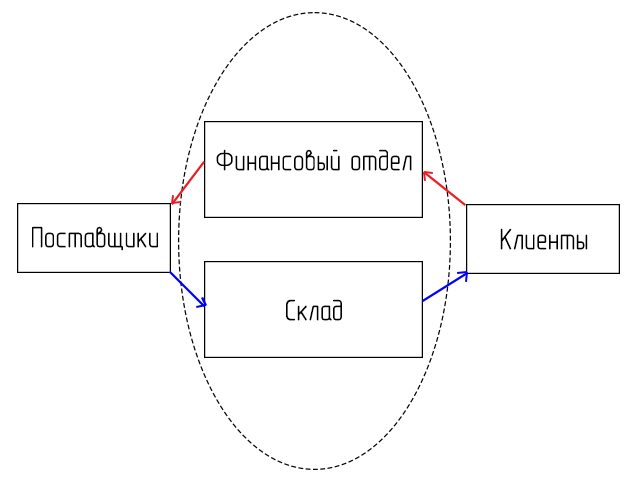 Финансовый отдел
Поставщики
Клиенты
Склад